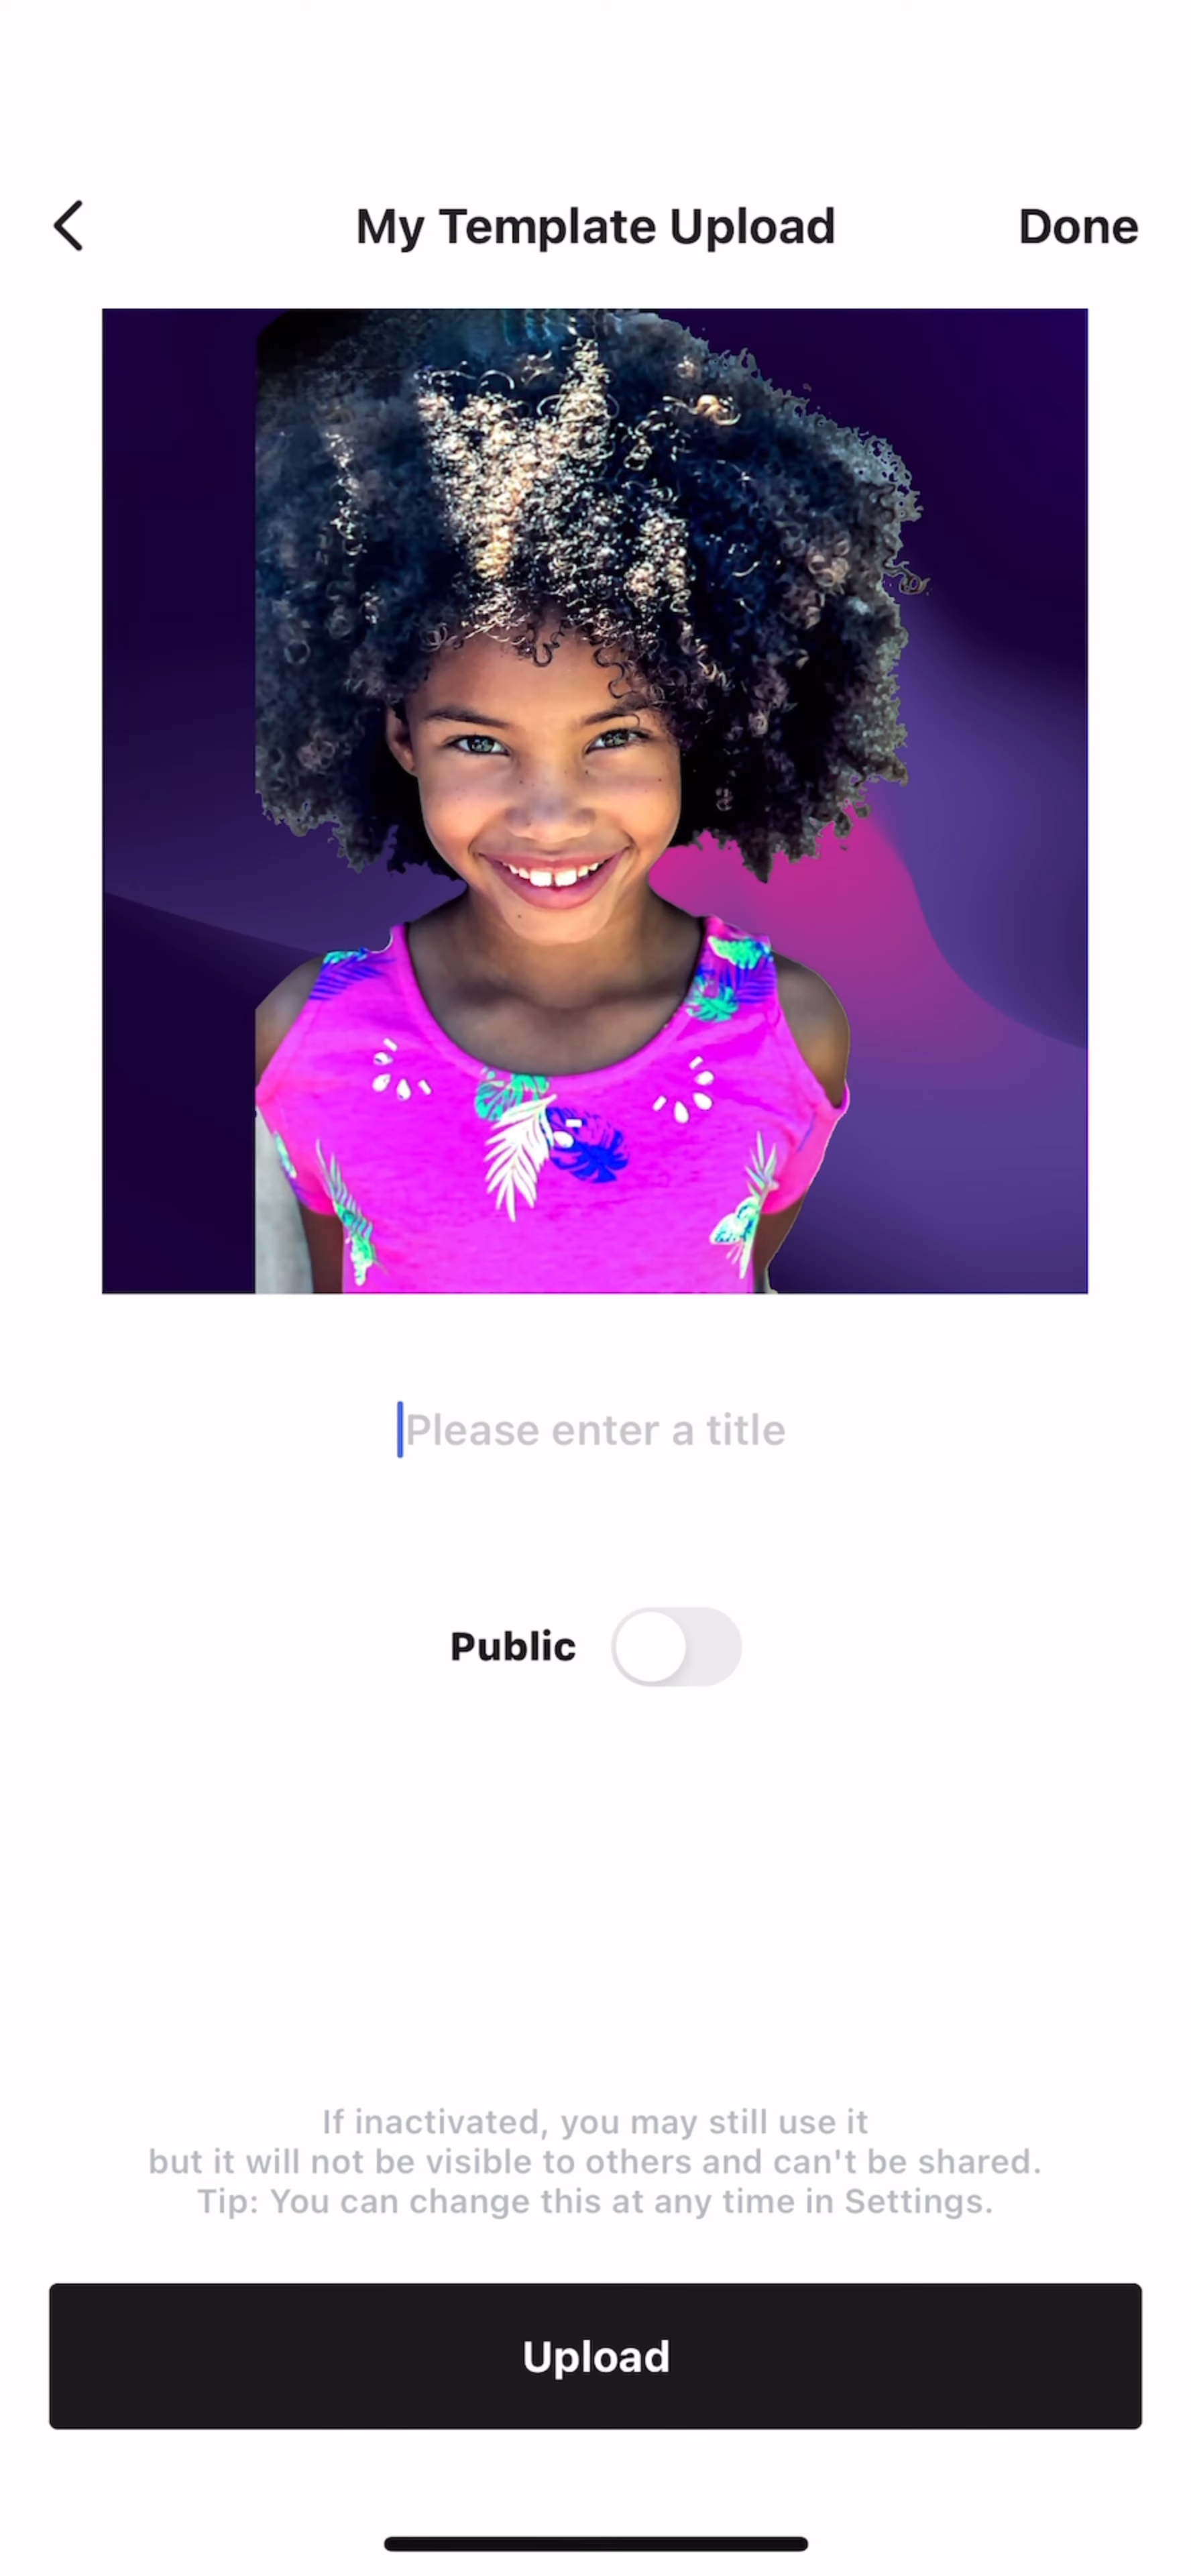 My Template Upload
Done
Please enter a title
Public
If inactivated, you may still use it
but it will not be visible to others and can't be shared.
Tip: You can change this at any time in Settings.
Upload